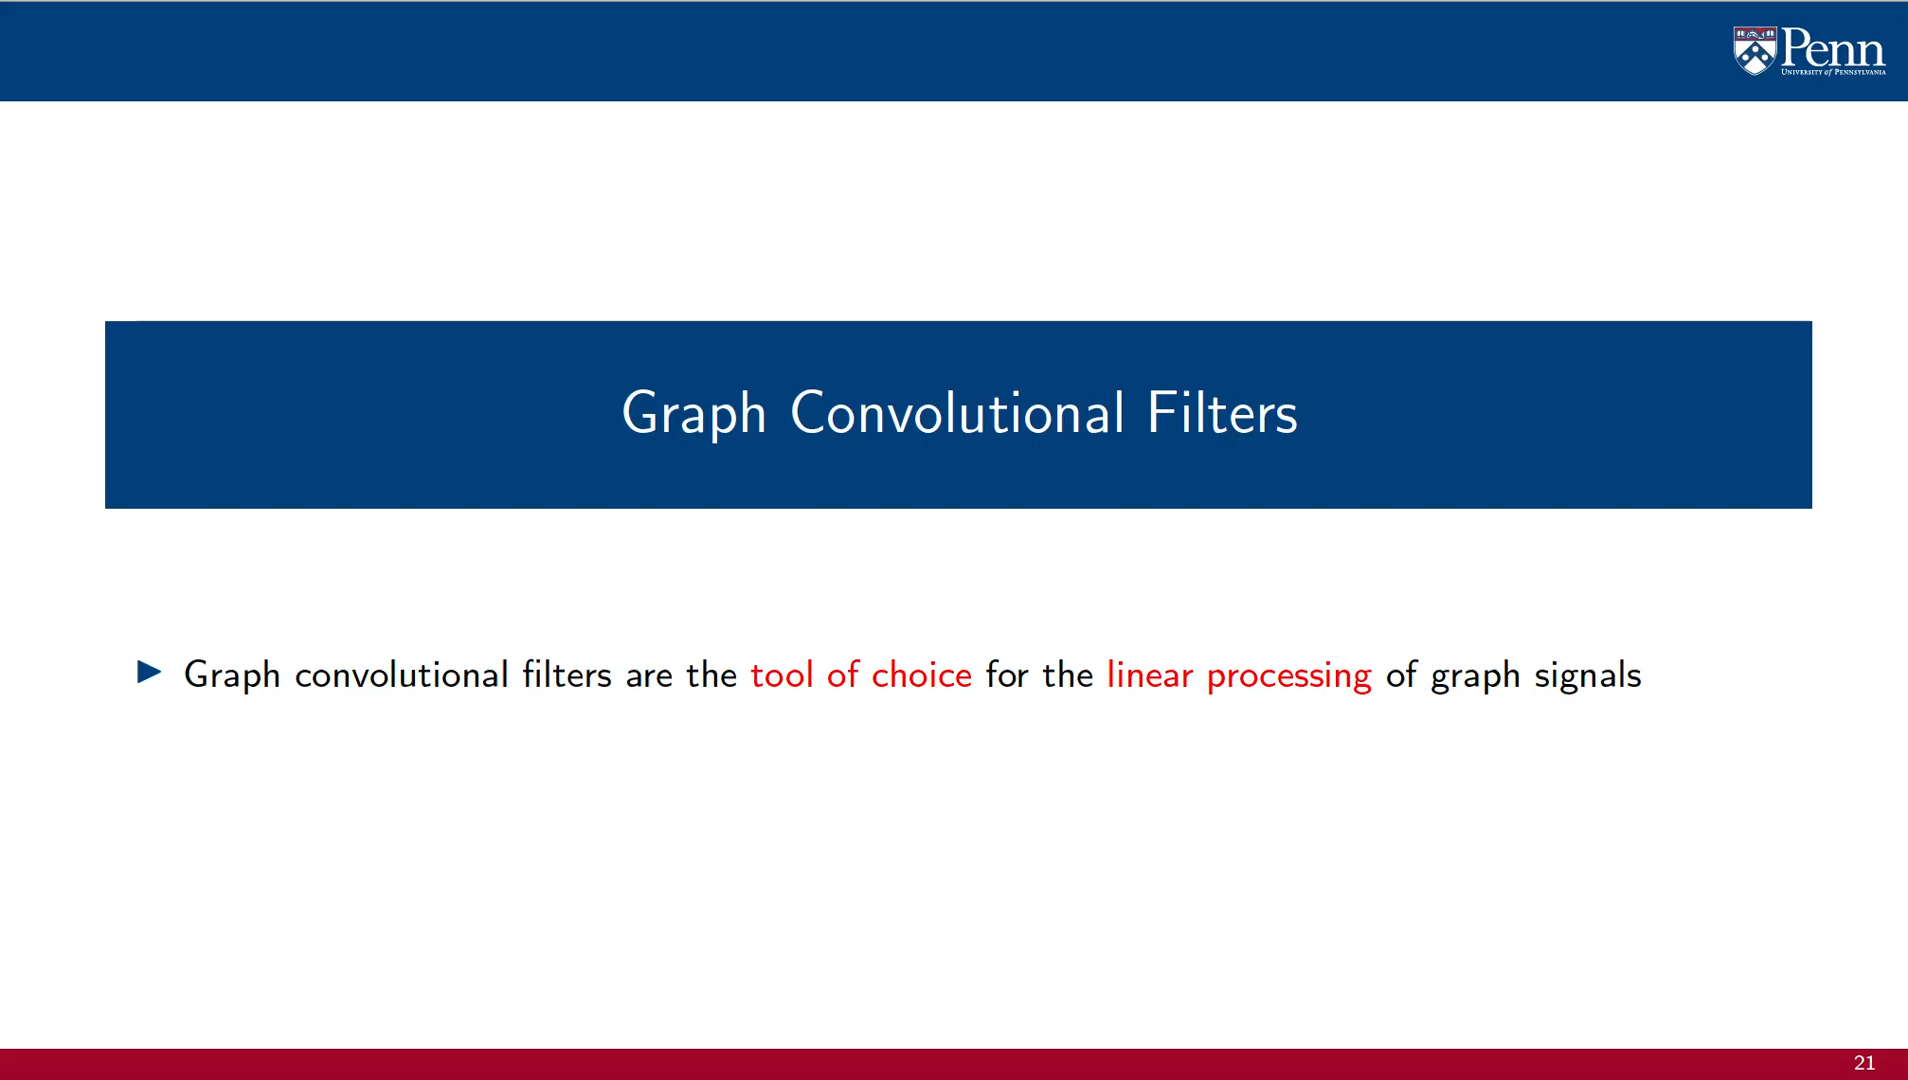 Penn
UNIVERSITY of PENNSYLVANIA
Graph Convolutional Filters
Graph convolutional filters are the tool of choice for the linear processing of graph signals
21